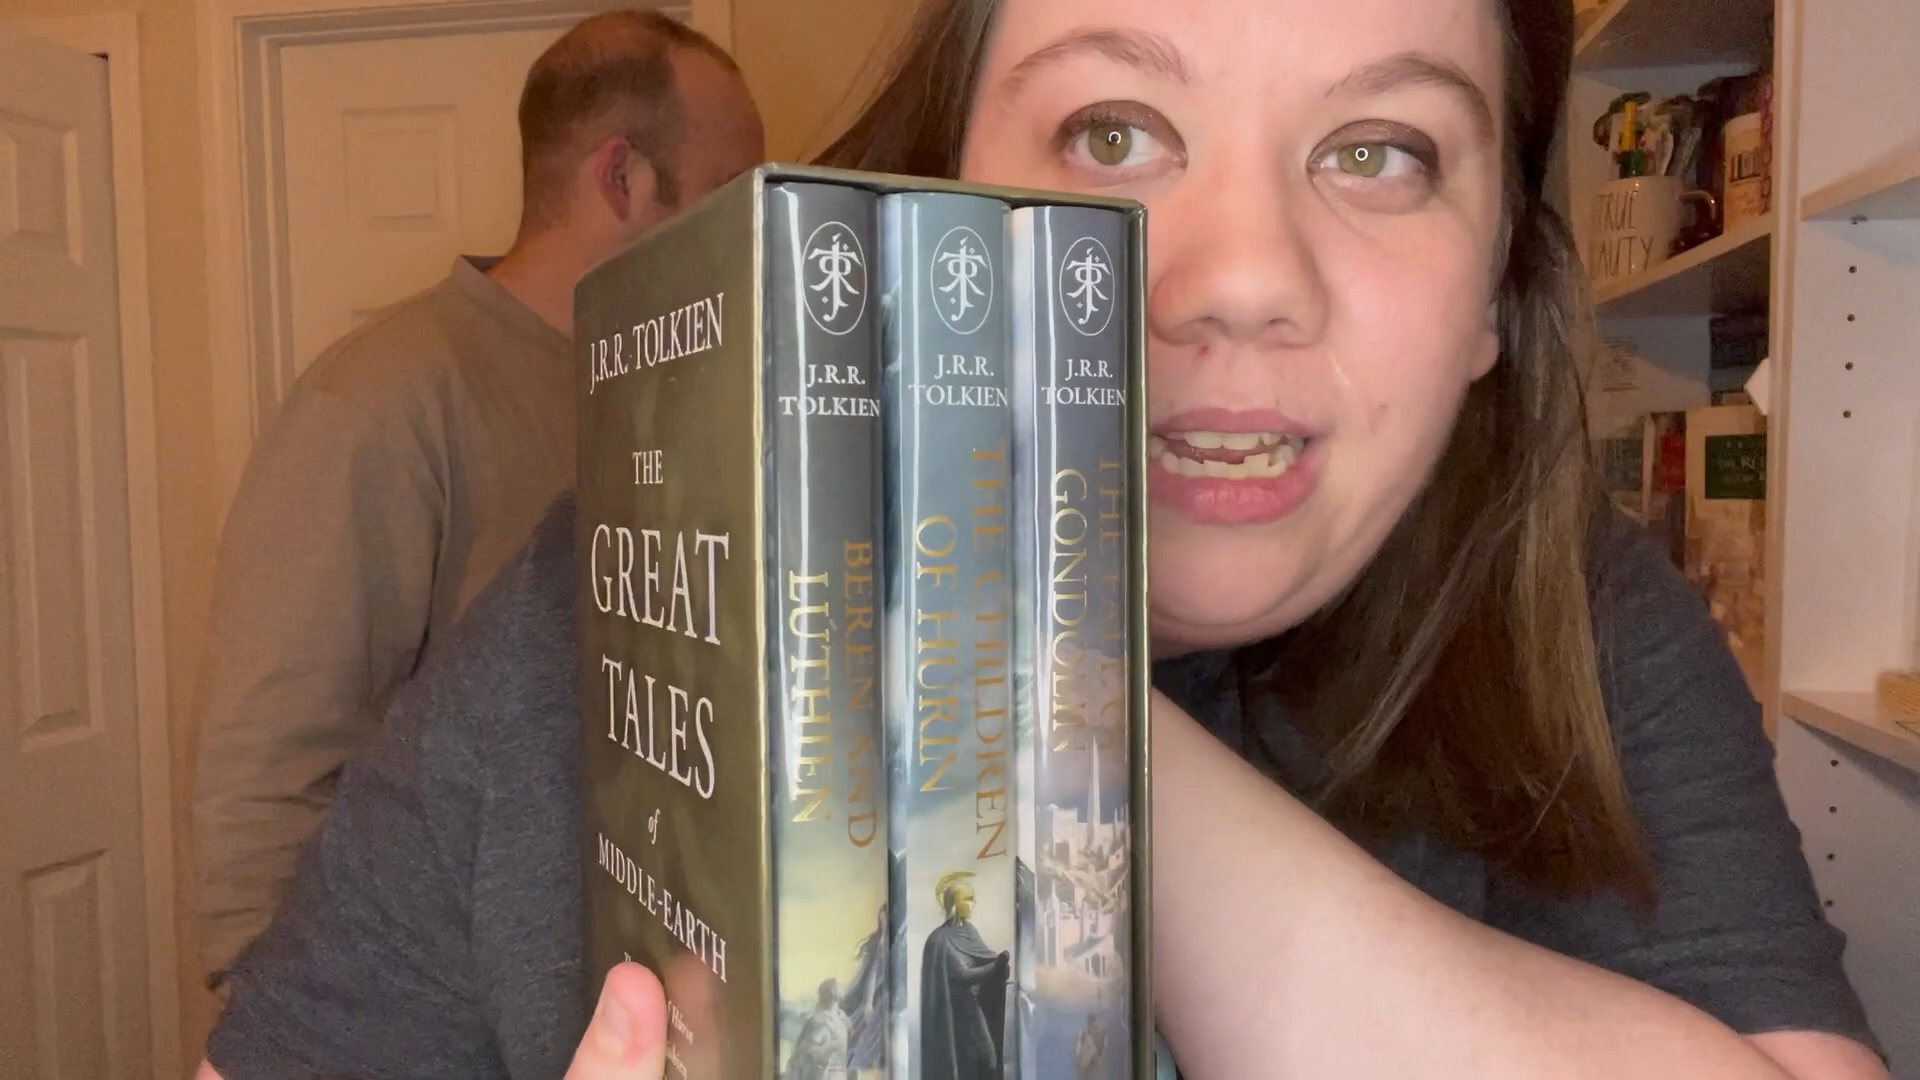 J.R.R. TOLKIEN
THE
GREAT
TALES
of
MIDDLE-EARTH
J.R.R.
TOLKIEN
BEREN AND
LÚTHIEN
J.R.R.
TOLKIEN
THE CHILDREN
OF HÚRIN
J.R.R.
TOLKIEN
THE FALL OF
GONDOLIN
TRUE